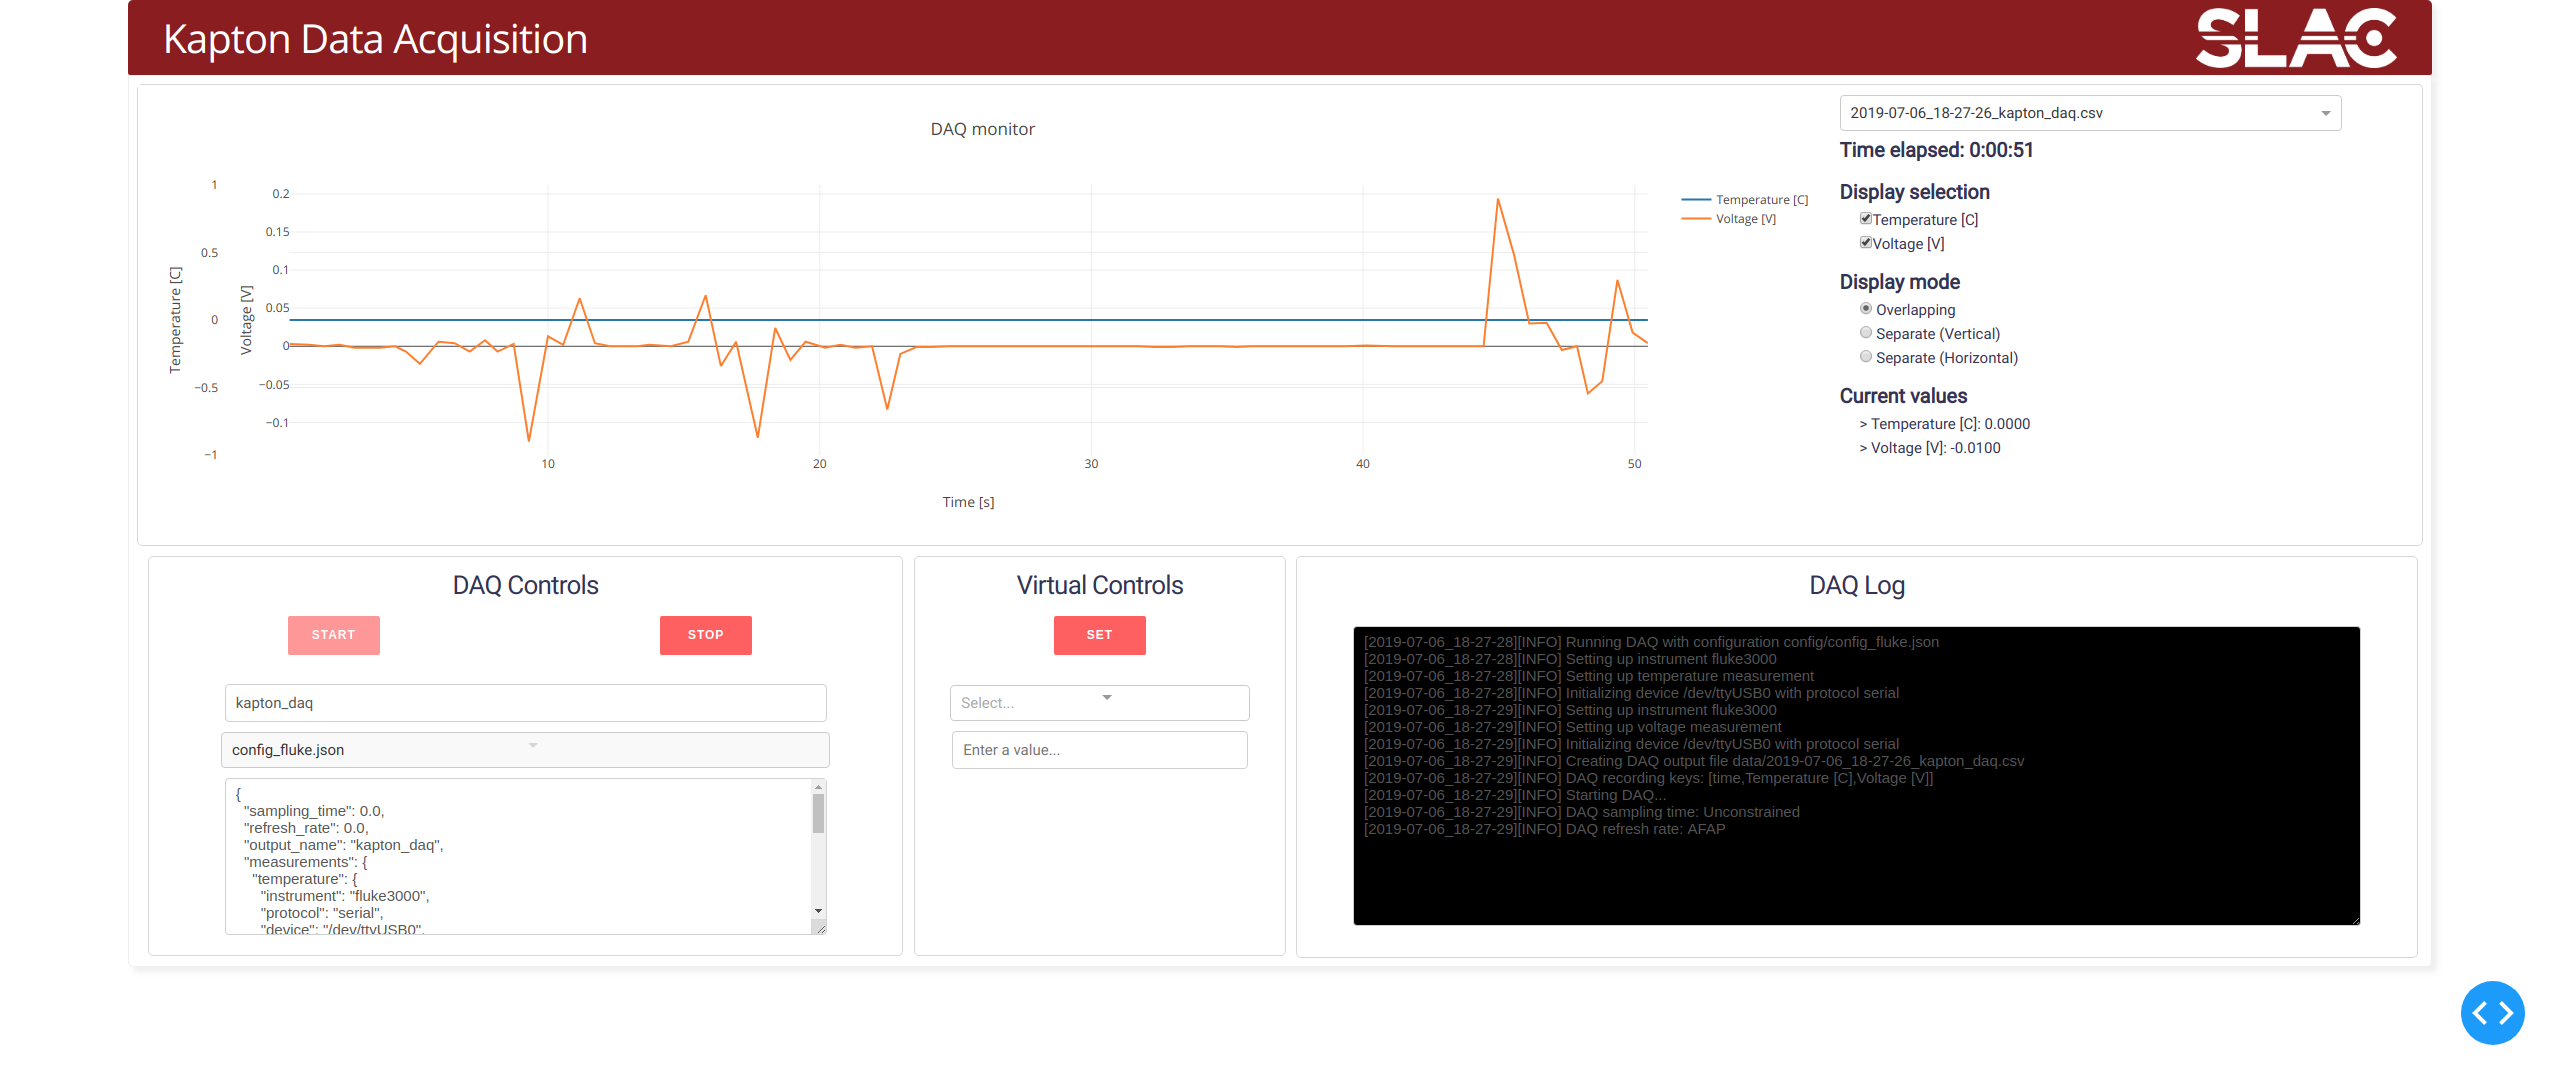 Kapton Data Acquisition
SLAC
DAQ monitor
1
0.5
0
−0.5
−1
Temperature [C]
0.2
0.15
0.1
0.05
0
−0.05
−0.1
Voltage [V]
10
20
30
40
50
Time [s]
Temperature [C]
Voltage [V]
2019-07-06_18-27-26_kapton_daq.csv
Time elapsed: 0:00:51
Display selection
Temperature [C]
Voltage [V]
Display mode
Overlapping
Separate (Vertical)
Separate (Horizontal)
Current values
> Temperature [C]: 0.0000
> Voltage [V]: -0.0100
DAQ Controls
START
STOP
kapton_daq
config_fluke.json
{
"sampling_time": 0.0,
"refresh_rate": 0.0,
"output_name": "kapton_daq",
"measurements": {
"temperature": {
"instrument": "fluke3000",
"protocol": "serial",
"device": "/dev/ttyUSB0",
Virtual Controls
SET
Select...
Enter a value...
DAQ Log
[2019-07-06_18-27-28][INFO] Running DAQ with configuration config/config_fluke.json
[2019-07-06_18-27-28][INFO] Setting up instrument fluke3000
[2019-07-06_18-27-28][INFO] Setting up temperature measurement
[2019-07-06_18-27-28][INFO] Initializing device /dev/ttyUSB0 with protocol serial
[2019-07-06_18-27-29][INFO] Setting up instrument fluke3000
[2019-07-06_18-27-29][INFO] Setting up voltage measurement
[2019-07-06_18-27-29][INFO] Initializing device /dev/ttyUSB0 with protocol serial
[2019-07-06_18-27-29][INFO] Creating DAQ output file data/2019-07-06_18-27-26_kapton_daq.csv
[2019-07-06_18-27-29][INFO] DAQ recording keys: [time,Temperature [C],Voltage [V]]
[2019-07-06_18-27-29][INFO] Starting DAQ...
[2019-07-06_18-27-29][INFO] DAQ sampling time: Unconstrained
[2019-07-06_18-27-29][INFO] DAQ refresh rate: AFAP